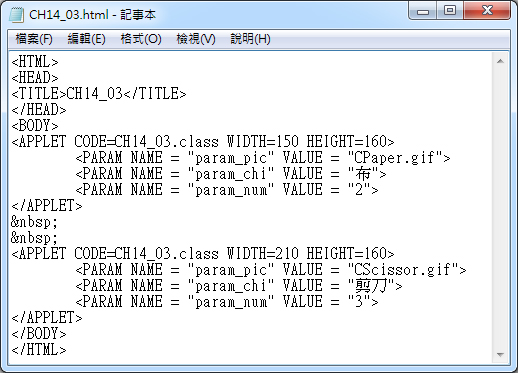 CH14_03.html - 記事本
檔案(F) 編輯(E) 格式(O) 檢視(V) 說明(H)
<HTML>
<HEAD>
<TITLE>CH14_03</TITLE>
</HEAD>
<BODY>
<APPLET CODE=CH14_03.class WIDTH=150 HEIGHT=160>
        <PARAM NAME = "param_pic" VALUE = "CPaper.gif">
        <PARAM NAME = "param_chi" VALUE = "布">
        <PARAM NAME = "param_num" VALUE = "2">
</APPLET>
&nbsp;
&nbsp;
<APPLET CODE=CH14_03.class WIDTH=210 HEIGHT=160>
        <PARAM NAME = "param_pic" VALUE = "CScissor.gif">
        <PARAM NAME = "param_chi" VALUE = "剪刀">
        <PARAM NAME = "param_num" VALUE = "3">
</APPLET>
</BODY>
</HTML>